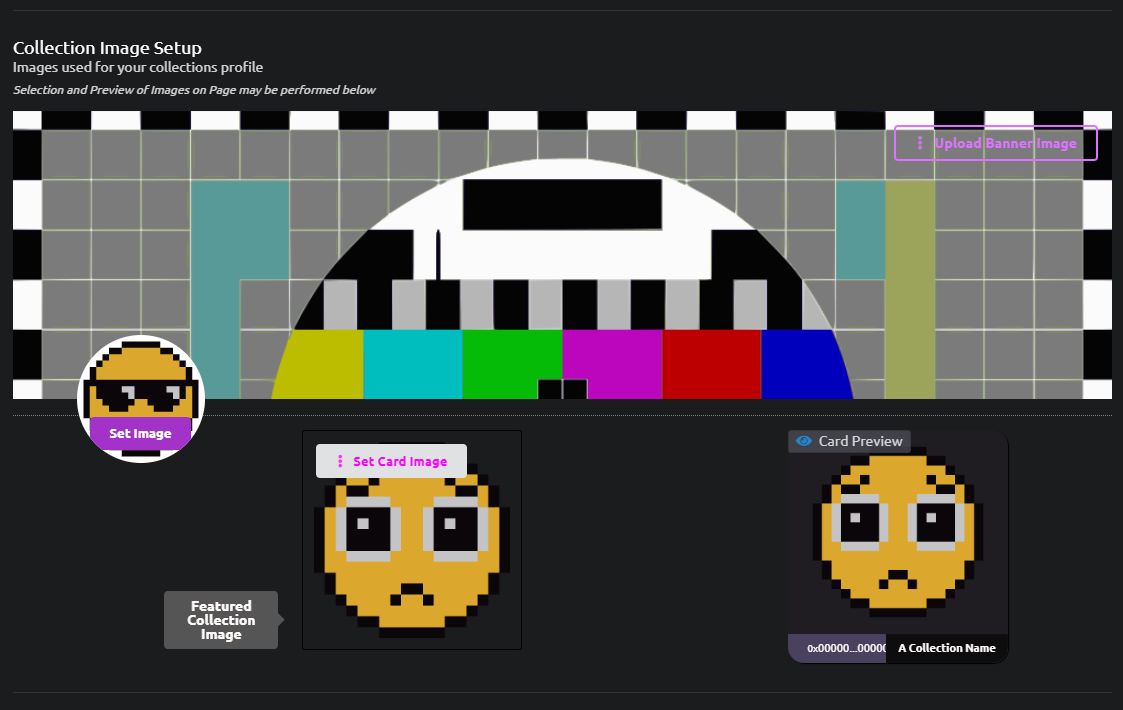 Collection Image Setup
Images used for your collections profile
Selection and Preview of Images on Page may be performed below
Upload Banner Image
Set Image
Set Card Image
Card Preview
Featured
Collection
Image
0x00000...00000
A Collection Name